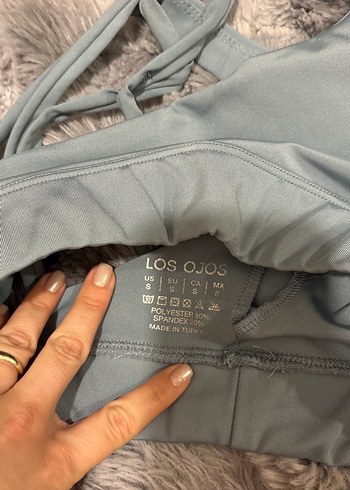 LOS OJOS
US | EU | CA | MX
S | S | S | S
POLYESTER 80%
SPANDEX 20%
MADE IN TURKEY